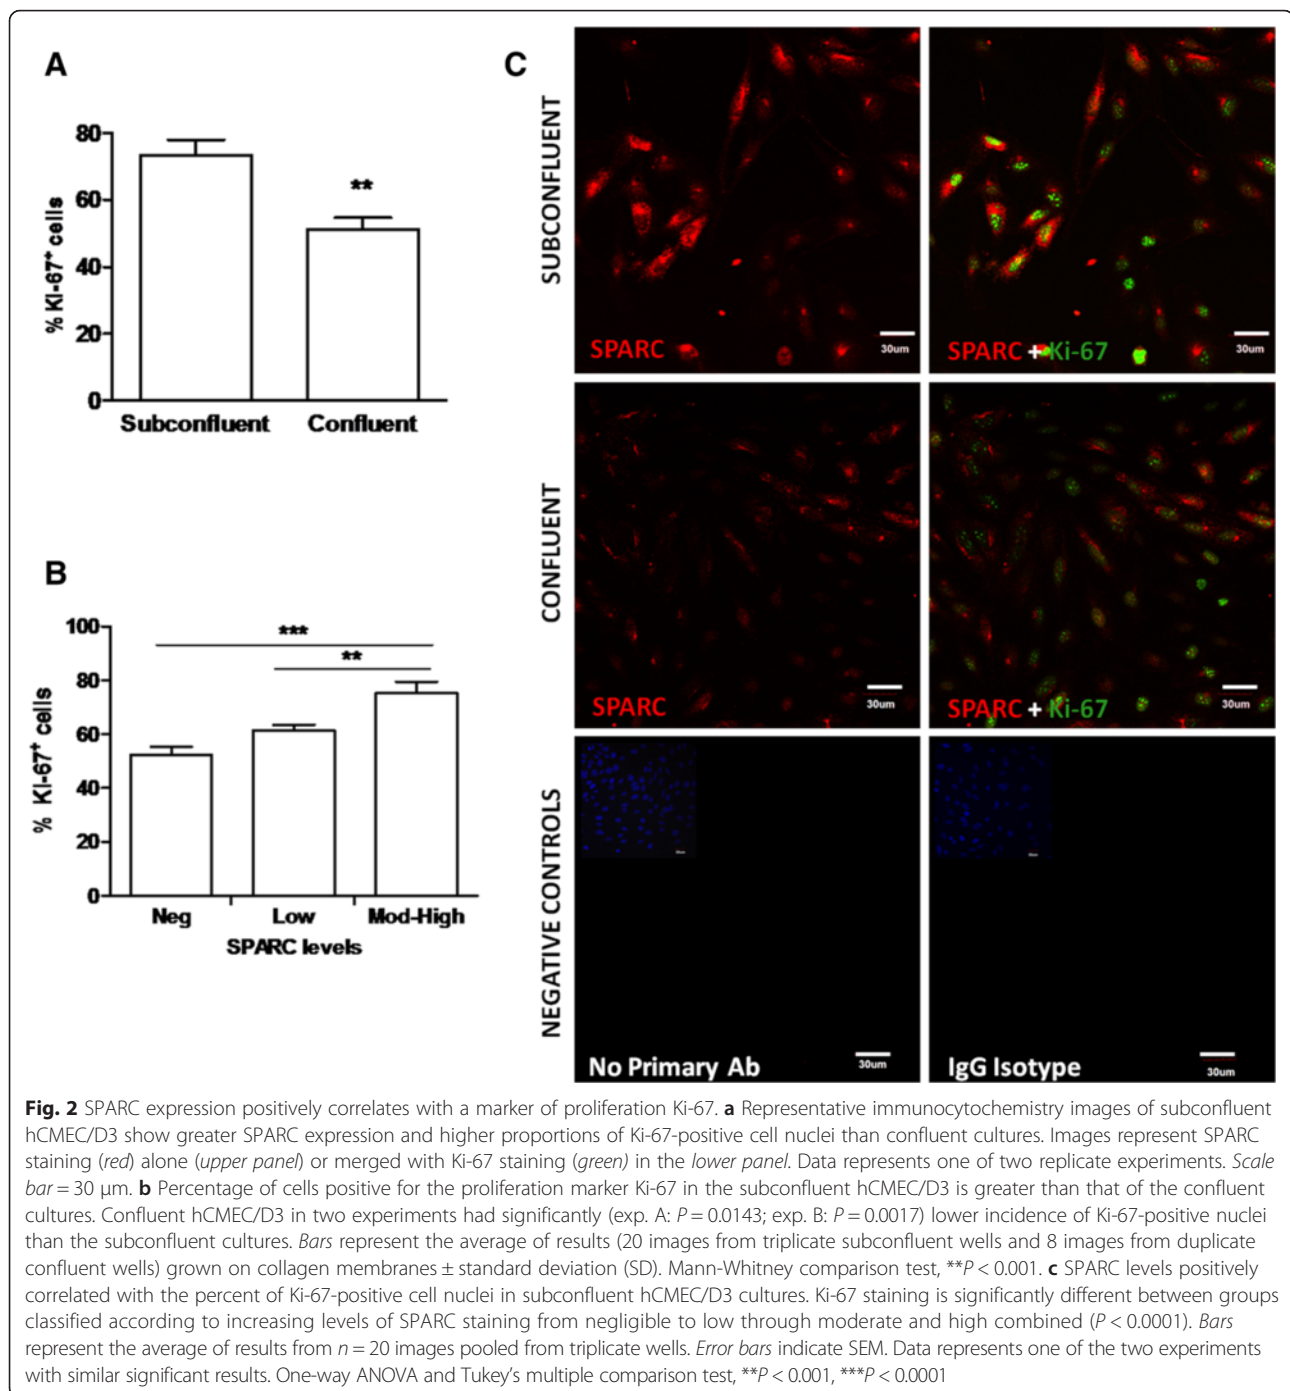 A
80
60
40
20
0
% Ki-67+ cells
**
Subconfluent Confluent
B
100
80
60
40
20
0
% Ki-67+ cells
***
**
Neg Low Mod-High
SPARC levels
C
SUBCONFLUENT
SPARC
30um
SPARC + Ki-67
30um
CONFLUENT
SPARC
30um
SPARC + Ki-67
30um
NEGATIVE CONTROLS
No Primary Ab
30um
IgG Isotype
30um
Fig. 2 SPARC expression positively correlates with a marker of proliferation Ki-67. a Representative immunocytochemistry images of subconfluent
hCMEC/D3 show greater SPARC expression and higher proportions of Ki-67-positive cell nuclei than confluent cultures. Images represent SPARC
staining (red) alone (upper panel) or merged with Ki-67 staining (green) in the lower panel. Data represents one of two replicate experiments. Scale
bar = 30 μm. b Percentage of cells positive for the proliferation marker Ki-67 in the subconfluent hCMEC/D3 is greater than that of the confluent
cultures. Confluent hCMEC/D3 in two experiments had significantly (exp. A: P = 0.0143; exp. B: P = 0.0017) lower incidence of Ki-67-positive nuclei
than the subconfluent cultures. Bars represent the average of results (20 images from triplicate subconfluent wells and 8 images from duplicate
confluent wells) grown on collagen membranes ± standard deviation (SD). Mann-Whitney comparison test, **P < 0.001. c SPARC levels positively
correlated with the percent of Ki-67-positive cell nuclei in subconfluent hCMEC/D3 cultures. Ki-67 staining is significantly different between groups
classified according to increasing levels of SPARC staining from negligible to low through moderate and high combined (P < 0.0001). Bars
represent the average of results from n = 20 images pooled from triplicate wells. Error bars indicate SEM. Data represents one of the two experiments
with similar significant results. One-way ANOVA and Tukey's multiple comparison test, **P < 0.001, ***P < 0.0001